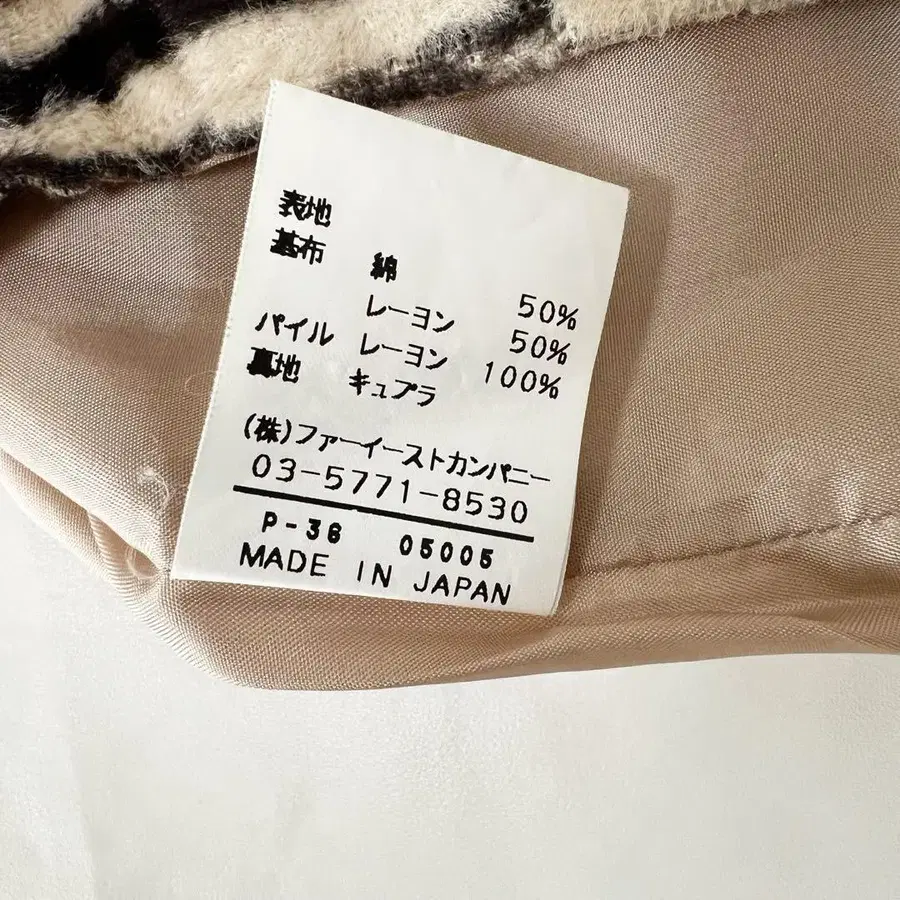 表地
基布 綿 50%
レーヨン 50%
パイル レーヨン 100%
裏地 キュプラ
(株)ファーイーストカンパニー
03-5771-8530
P-36 05005
MADE IN JAPAN